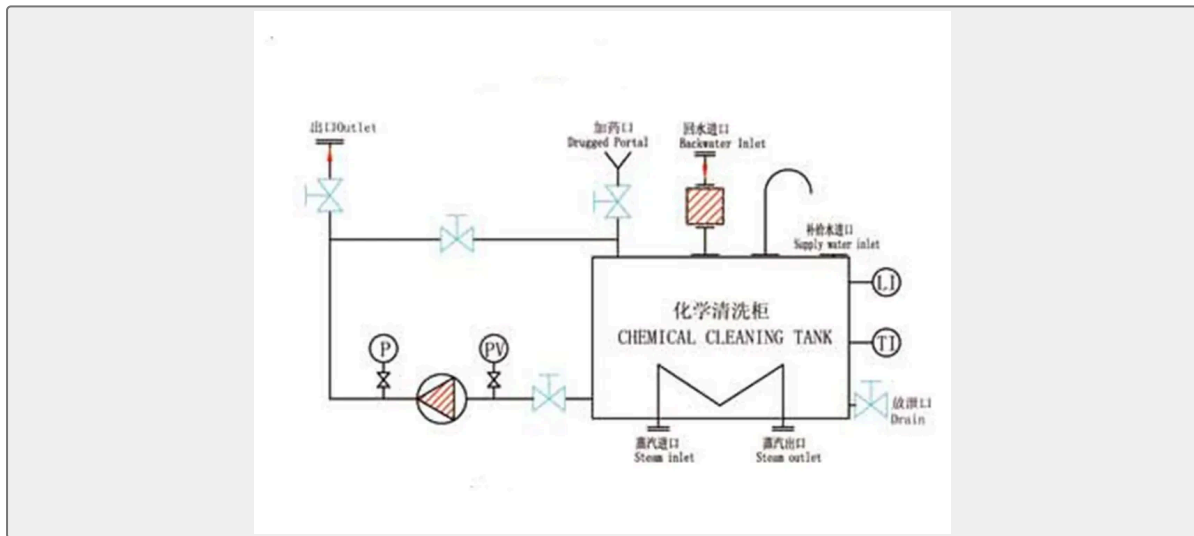 出口Outlet
加药口
Drugged Portal
回水进口
Backwater Inlet
补给水进口
Supply water inlet
LI
化学清洗柜
CHEMICAL CLEANING TANK
TI
P
PV
放泄口
Drain
蒸汽进口
Steam inlet
蒸汽出口
Steam outlet